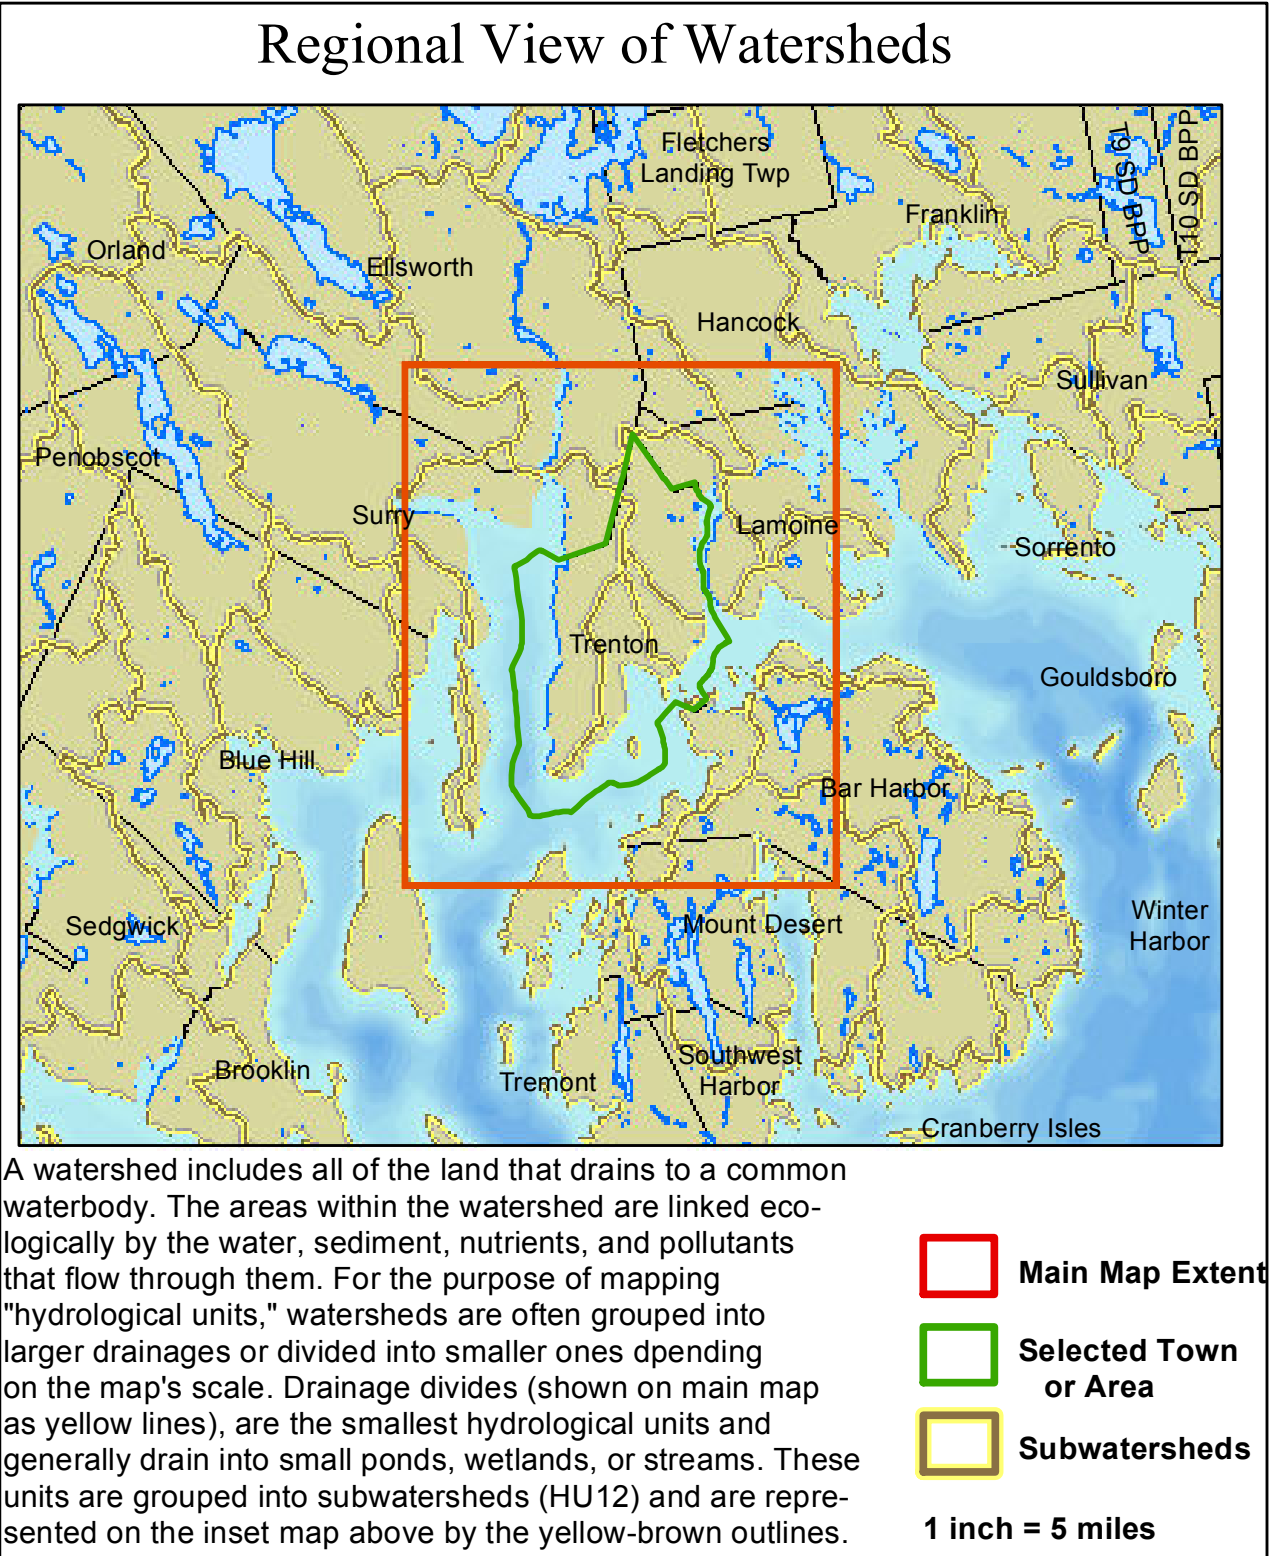 Regional View of Watersheds
Fletchers
Landing Twp
T9 SD BPP
T10 SD BPP
Franklin
Orland
Ellsworth
Hancock
Sullivan
Penobscot
Surry
Lamoine
Sorrento
Trenton
Gouldsboro
Blue Hill
Bar Harbor
Sedgwick
Mount Desert
Winter
Harbor
Brooklin
Tremont
Southwest
Harbor
Cranberry Isles
A watershed includes all of the land that drains to a common
waterbody. The areas within the watershed are linked eco-
logically by the water, sediment, nutrients, and pollutants
that flow through them. For the purpose of mapping
"hydrological units," watersheds are often grouped into
larger drainages or divided into smaller ones dpending
on the map's scale. Drainage divides (shown on main map
as yellow lines), are the smallest hydrological units and
generally drain into small ponds, wetlands, or streams. These
units are grouped into subwatersheds (HU12) and are repre-
sented on the inset map above by the yellow-brown outlines.
Main Map Extent
Selected Town
or Area
Subwatersheds
1 inch = 5 miles